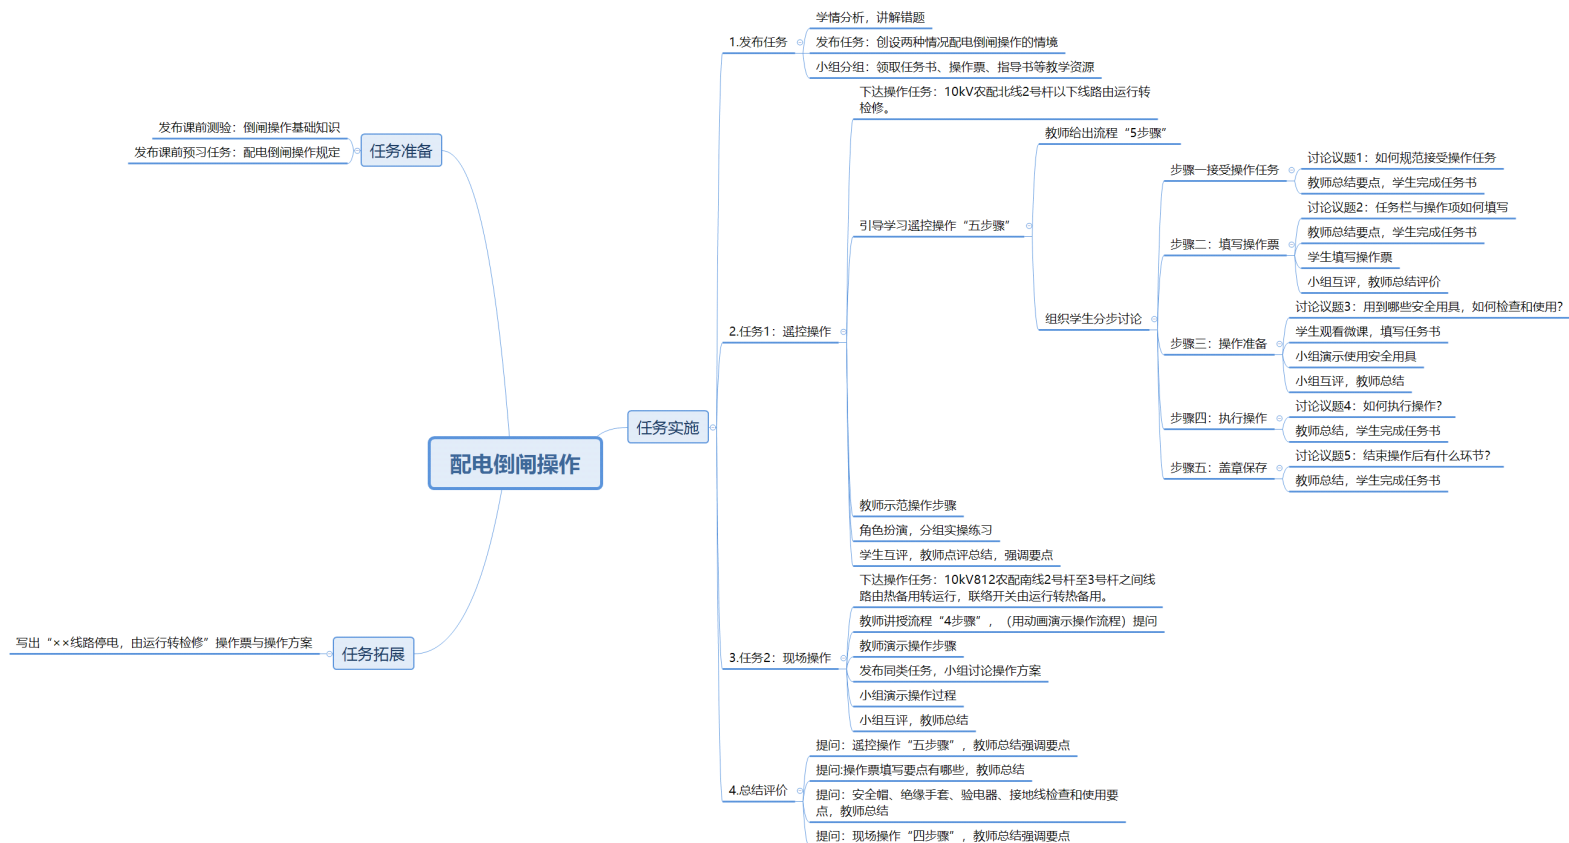 配电倒闸操作
任务准备
发布课前测验：倒闸操作基础知识
发布课前预习任务：配电倒闸操作规定
任务实施
1.发布任务
学情分析，讲解错题
发布任务：创设两种情况配电倒闸操作的情境
小组分组：领取任务书、操作票、指导书等教学资源
2.任务1：遥控操作
下达操作任务：10kV农配北线2号杆以下线路由运行转
检修。
引导学习遥控操作“五步骤”
教师给出流程“5步骤”
组织学生分步讨论
步骤一接受操作任务
讨论议题1：如何规范接受操作任务
教师总结要点，学生完成任务书
步骤二：填写操作票
讨论议题2：任务栏与操作项如何填写
教师总结要点，学生完成任务书
学生填写操作票
小组互评，教师总结评价
步骤三：操作准备
讨论议题3：用到哪些安全用具，如何检查和使用？
学生观看微课，填写任务书
小组演示使用安全用具
小组互评，教师总结
步骤四：执行操作
讨论议题4：如何执行操作？
教师总结，学生完成任务书
步骤五：盖章保存
讨论议题5：结束操作后有什么环节？
教师总结，学生完成任务书
教师示范操作步骤
角色扮演，分组实操练习
学生互评，教师点评总结，强调要点
3.任务2：现场操作
下达操作任务：10kV812农配南线2号杆至3号杆之间线
路由热备用转运行，联络开关由运行转热备用。
教师讲授流程“4步骤”，（用动画演示操作流程）提问
教师演示操作步骤
发布同类任务，小组讨论操作方案
小组演示操作过程
小组互评，教师总结
4.总结评价
提问：遥控操作“五步骤”，教师总结强调要点
提问:操作票填写要点有哪些，教师总结
提问：安全帽、绝缘手套、验电器、接地线检查和使用要
点，教师总结
提问：现场操作“四步骤”，教师总结强调要点
任务拓展
写出“××线路停电，由运行转检修”操作票与操作方案